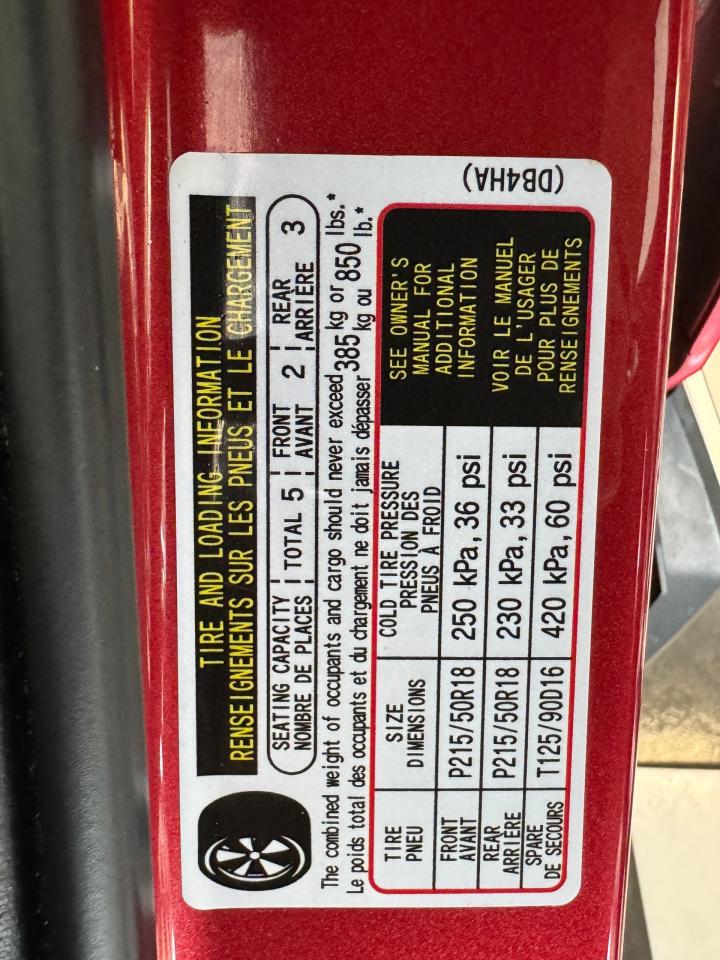 TIRE AND LOADING INFORMATION
RENSEIGNEMENTS SUR LES PNEUS ET LE CHARGEMENT
SEATING CAPACITY
NOMBRE DE PLACES
TOTAL 5
FRONT
AVANT
2
REAR
ARRIÈRE
3
The combined weight of occupants and cargo should never exceed 385 kg or 850 lbs.*
Le poids total des occupants et du chargement ne doit jamais dépasser 385 kg ou 850 lb.*
TIRE
PNEU
SIZE
DIMENSIONS
COLD TIRE PRESSURE
PRESSION DES
PNEUS À FROID
FRONT
AVANT
P215/50R18
250 kPa, 36 psi
REAR
ARRIÈRE
P215/50R18
230 kPa, 33 psi
SPARE
DE SECOURS
T125/90D16
420 kPa, 60 psi
SEE OWNER'S
MANUAL FOR
ADDITIONAL
INFORMATION
VOIR LE MANUEL
DE L'USAGER
POUR PLUS DE
RENSEIGNEMENTS
(DB4HA)